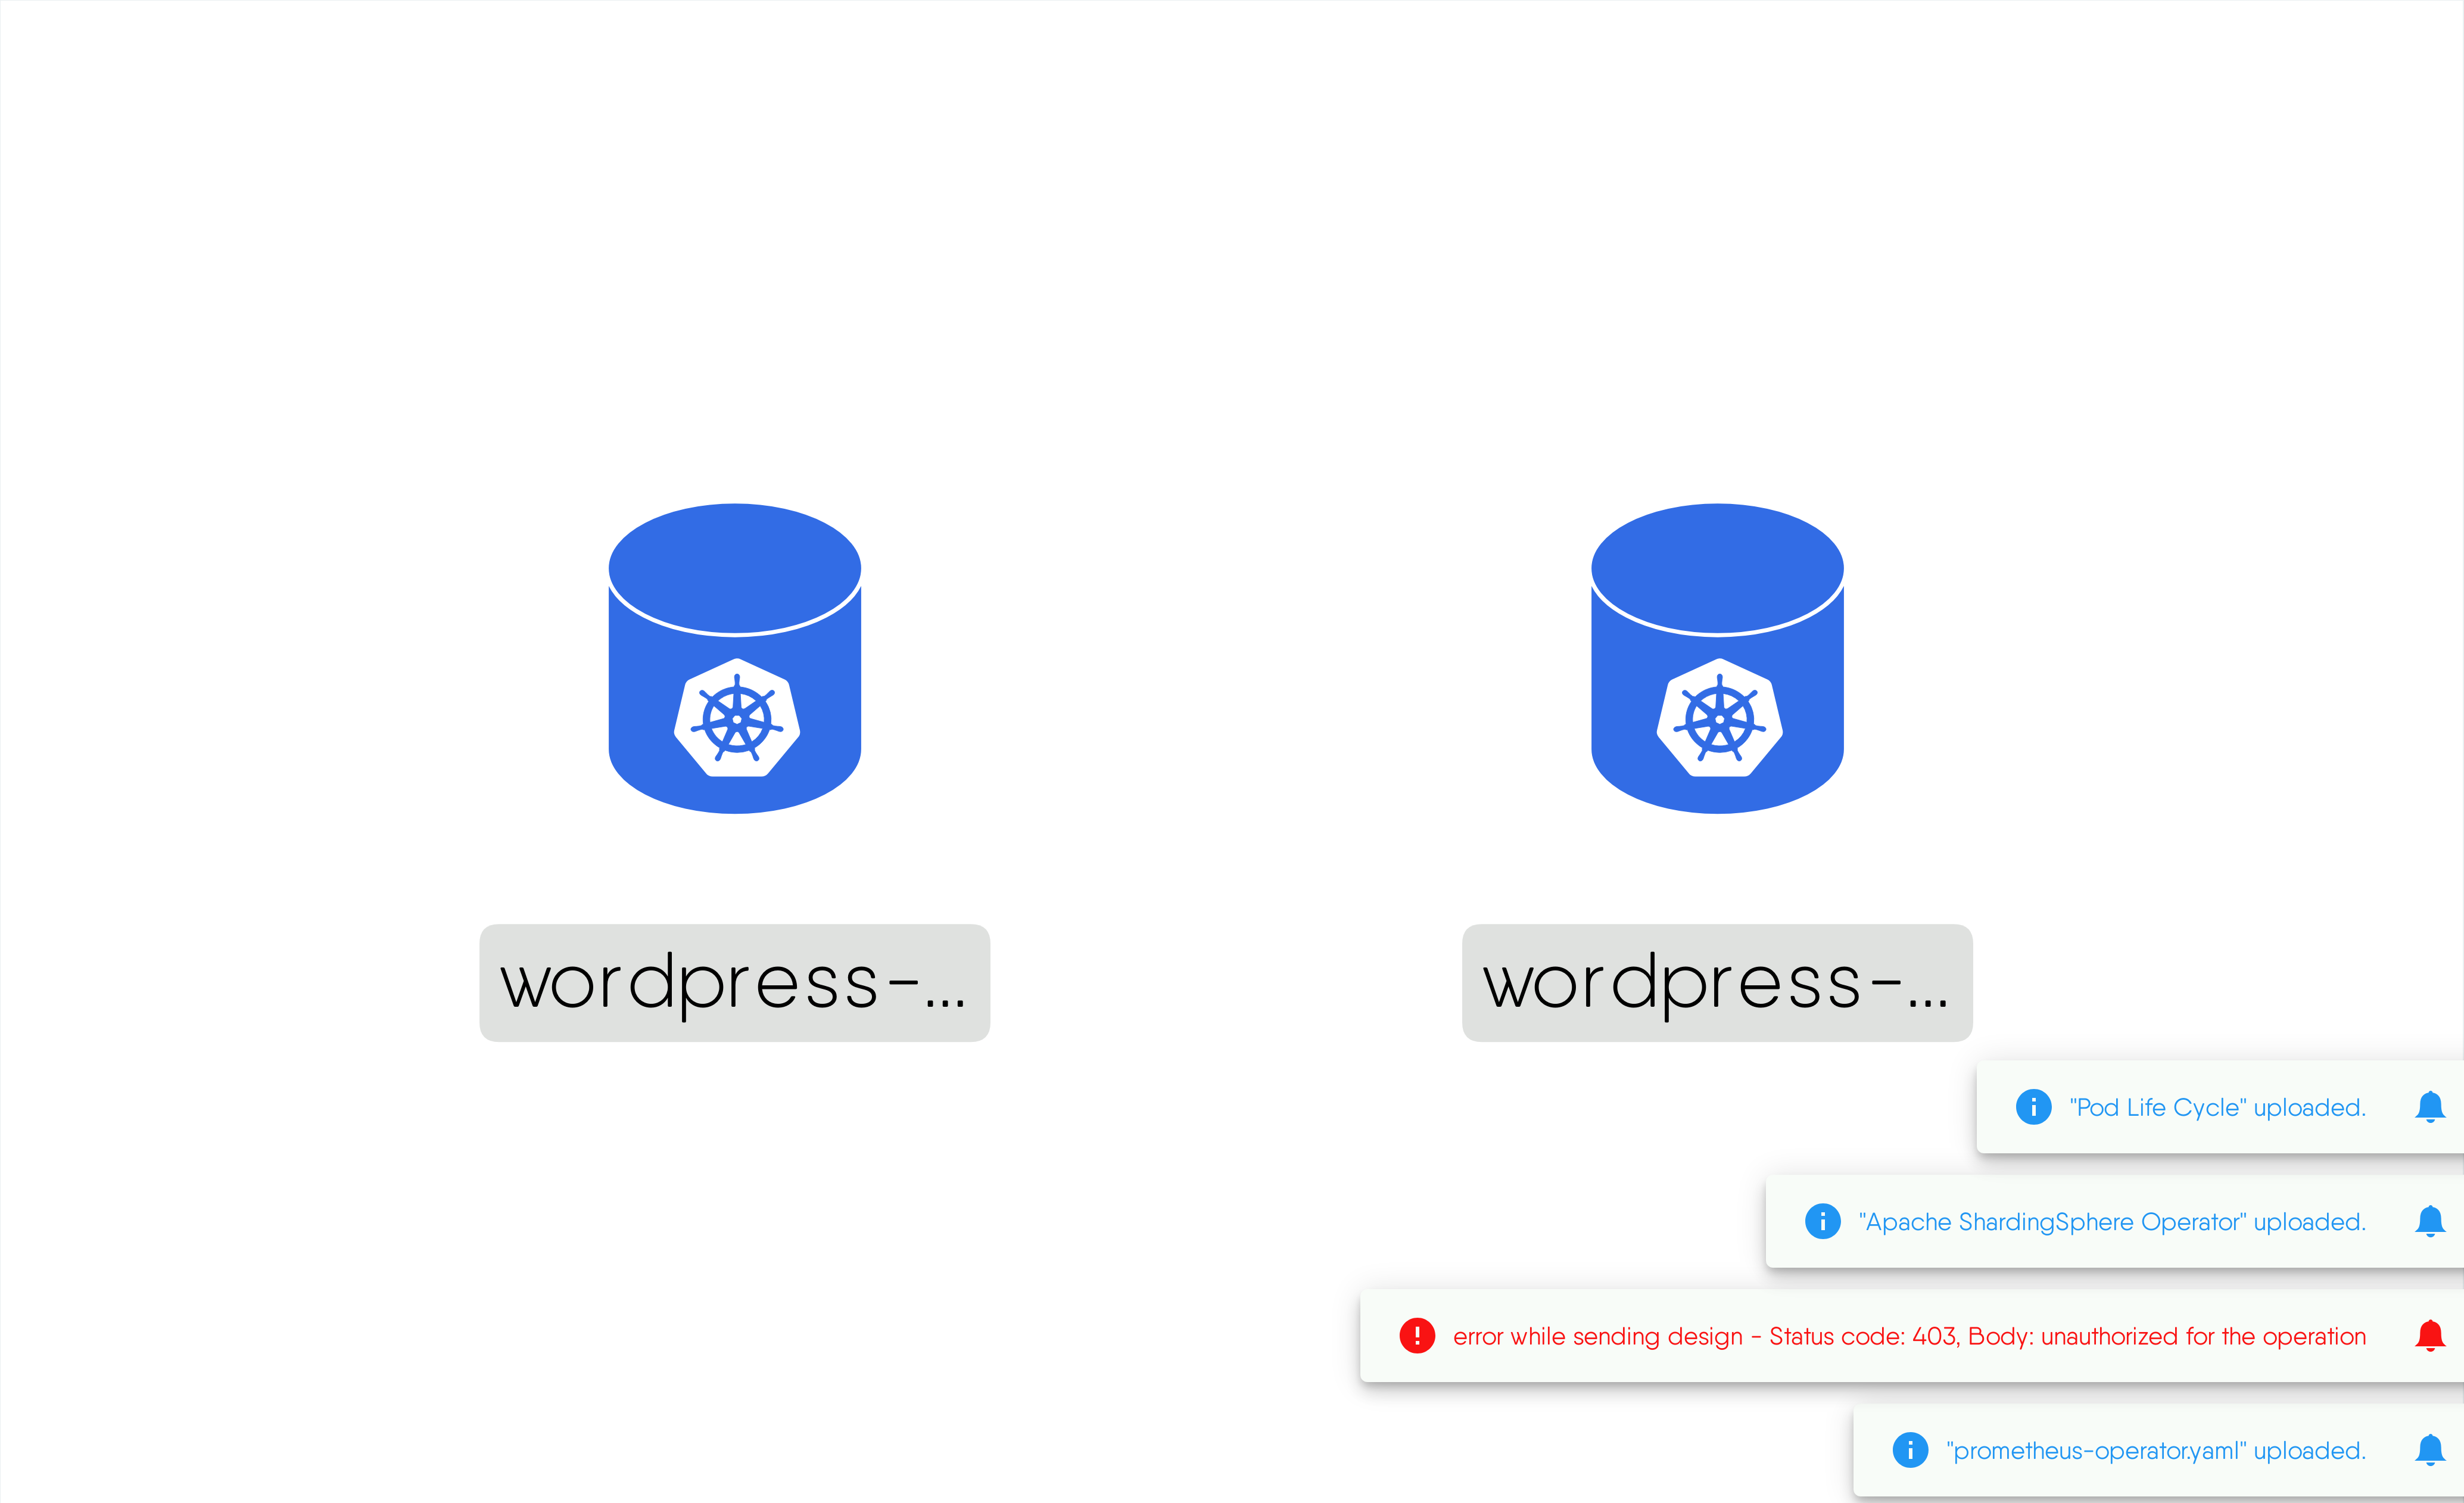 wordpress-...
wordpress-...
"Pod Life Cycle" uploaded.
"Apache ShardingSphere Operator" uploaded.
error while sending design - Status code: 403, Body: unauthorized for the operation
"prometheus-operator.yaml" uploaded.